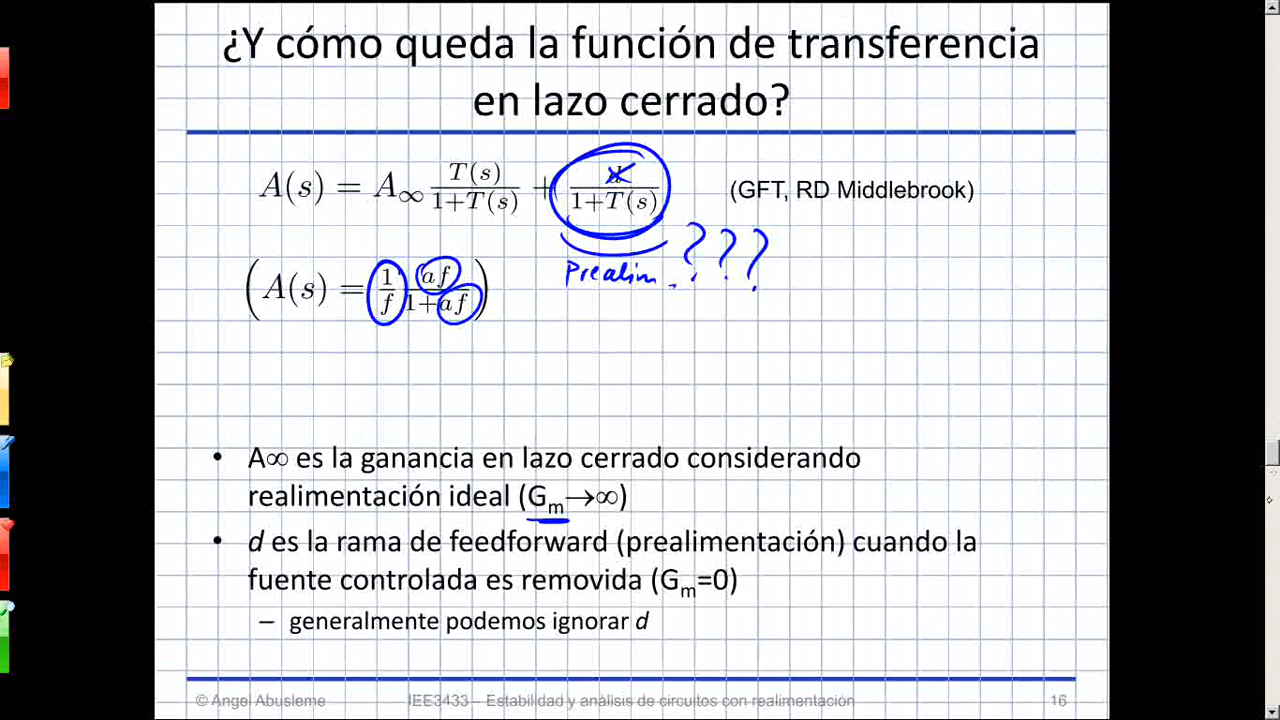 ¿Y cómo queda la función de transferencia
en lazo cerrado?
A(s) = A∞ T(s)/1+T(s) + d/1+T(s) (GFT, RD Middlebrook)
Prealim. ???
(A(s) = 1/f af/1+af)
• A∞ es la ganancia en lazo cerrado considerando
realimentación ideal (Gm→∞)
• d es la rama de feedforward (prealimentación) cuando la
fuente controlada es removida (Gm=0)
– generalmente podemos ignorar d
© Angel Abusleme IEE3433 – Estabilidad y análisis de circuitos con realimentación 16